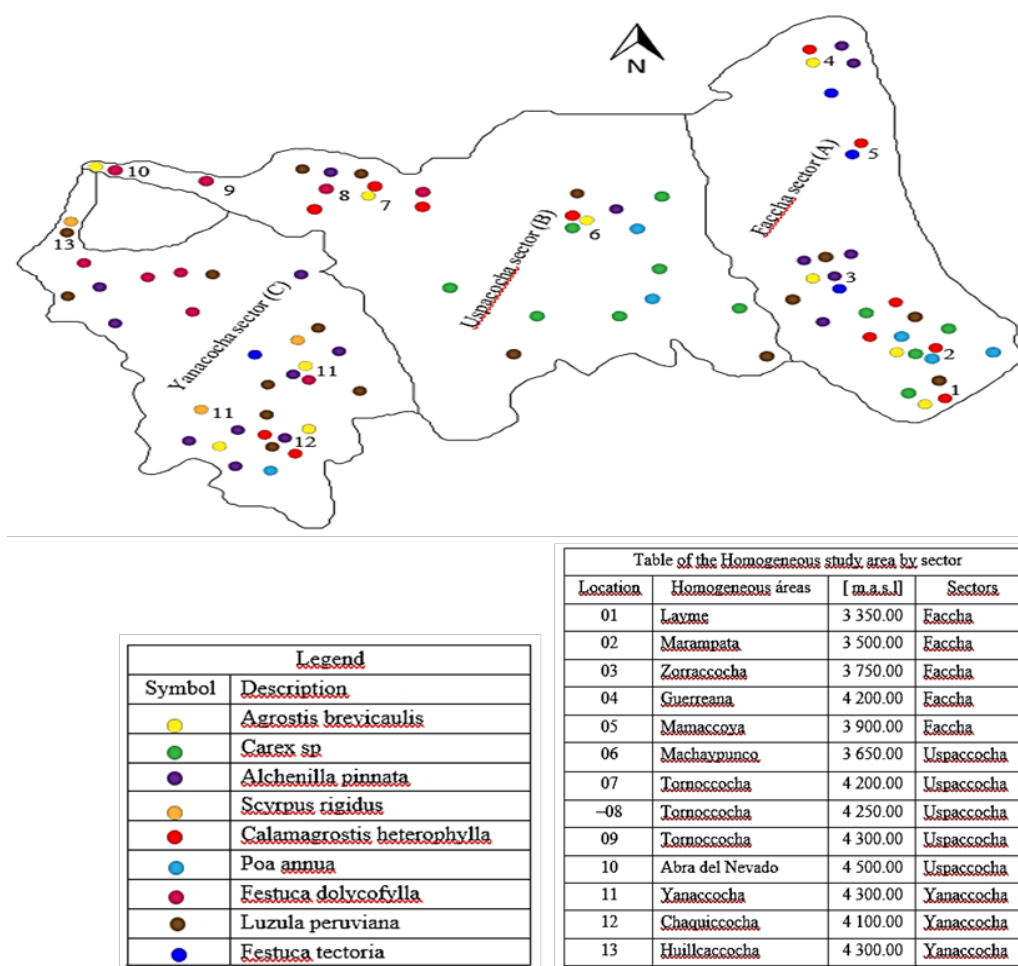 N
4
5
Faccha sector (A)
10
9
8
7
6
13
Uspacocha sector (B)
3
Yanacocha sector (C)
2
11
1
11
12
Legend
Symbol Description
Agrostis brevicaulis
Carex sp
Alchenilla pinnata
Scyrpus rigidus
Calamagrostis heterophylla
Poa annua
Festuca dolycofylla
Luzula peruviana
Festuca tectoria
Table of the Homogeneous study area by sector
Location Homogeneous áreas [ m.a.s.l] Sectors
01 Layme 3 350.00 Faccha
02 Marampata 3 500.00 Faccha
03 Zorraccocha 3 750.00 Faccha
04 Guerreana 4 200.00 Faccha
05 Mamaccoya 3 900.00 Faccha
06 Machaypunco 3 650.00 Uspaccocha
07 Tornoccocha 4 200.00 Uspaccocha
–08 Tornoccocha 4 250.00 Uspaccocha
09 Tornoccocha 4 300.00 Uspaccocha
10 Abra del Nevado 4 500.00 Uspaccocha
11 Yanaccocha 4 300.00 Yanaccocha
12 Chaquiccocha 4 100.00 Yanaccocha
13 Huillcaccocha 4 300.00 Yanaccocha